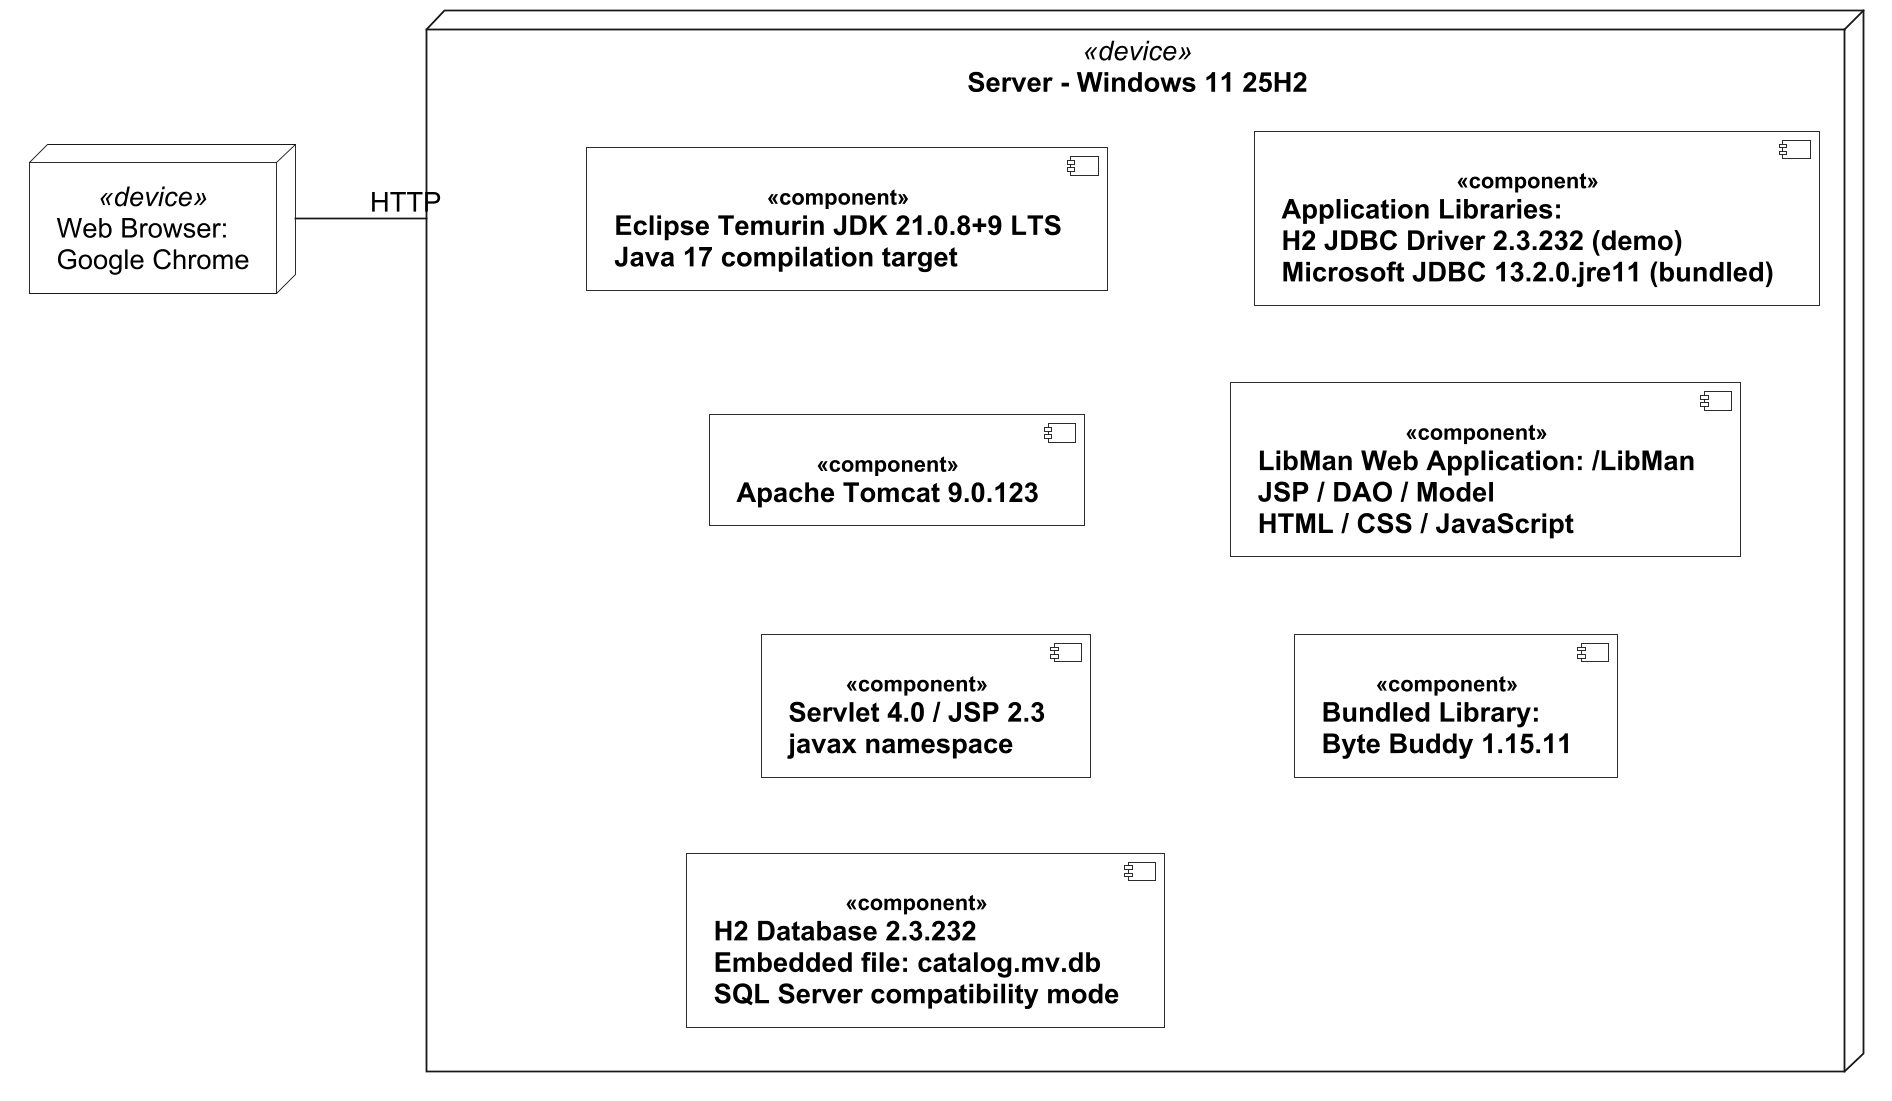 «device»
Server - Windows 11 25H2
«device»
Web Browser:
Google Chrome
HTTP
«component»
Eclipse Temurin JDK 21.0.8+9 LTS
Java 17 compilation target
«component»
Application Libraries:
H2 JDBC Driver 2.3.232 (demo)
Microsoft JDBC 13.2.0.jre11 (bundled)
«component»
Apache Tomcat 9.0.123
«component»
LibMan Web Application: /LibMan
JSP / DAO / Model
HTML / CSS / JavaScript
«component»
Servlet 4.0 / JSP 2.3
javax namespace
«component»
Bundled Library:
Byte Buddy 1.15.11
«component»
H2 Database 2.3.232
Embedded file: catalog.mv.db
SQL Server compatibility mode